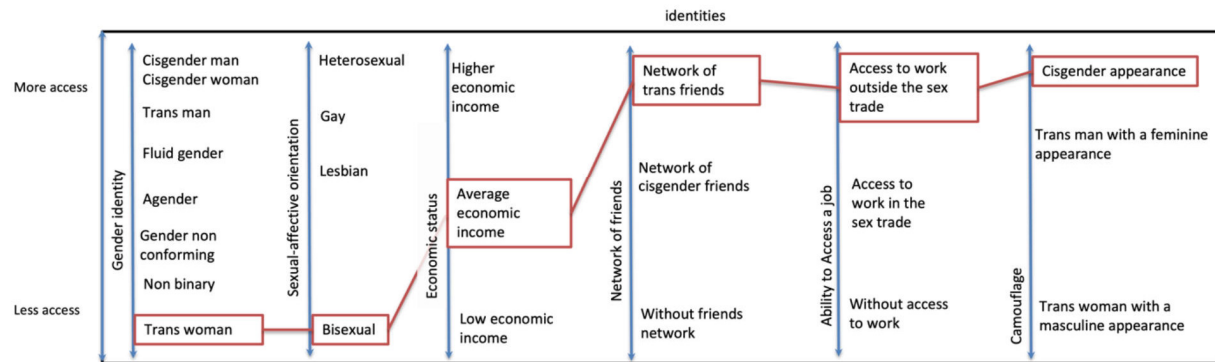 identities
More access
Less access
Gender identity
Cisgender man
Cisgender woman
Trans man
Fluid gender
Agender
Gender non
conforming
Non binary
Trans woman
Sexual-affective orientation
Heterosexual
Gay
Lesbian
Bisexual
Economic status
Higher
economic
income
Average
economic
income
Low economic
income
Network of friends
Network of
trans friends
Network of
cisgender friends
Without friends
network
Ability to Access a job
Access to work
outside the sex
trade
Access to
work in the
sex trade
Without access
to work
Camouflage
Cisgender appearance
Trans man with a feminine
appearance
Trans woman with a
masculine appearance